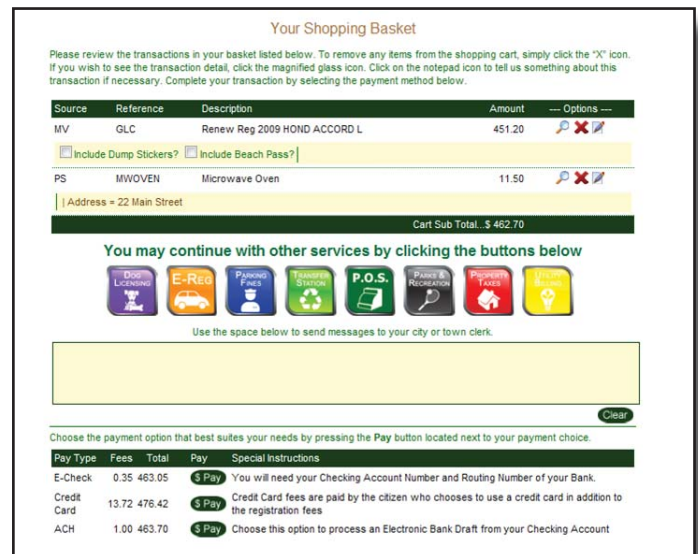 Your Shopping Basket
Please review the transactions in your basket listed below. To remove any items from the shopping cart, simply click the "X" icon.
If you wish to see the transaction detail, click the magnified glass icon. Click on the notepad icon to tell us something about this
transaction if necessary. Complete your transaction by selecting the payment method below.
Source Reference Description Amount --- Options ---
MV GLC Renew Reg 2009 HOND ACCORD L 451.20
Include Dump Stickers? Include Beach Pass?
PS MWOVEN Microwave Oven 11.50
| Address = 22 Main Street
Cart Sub Total...$ 462.70
You may continue with other services by clicking the buttons below
DOG LICENSING E-REG PARKING FINES TRANSFER STATION P.O.S. PARKS & RECREATION PROPERTY TAXES UTILITY BILLING
Use the space below to send messages to your city or town clerk.
Clear
Choose the payment option that best suites your needs by pressing the Pay button located next to your payment choice.
Pay Type Fees Total Pay Special Instructions
E-Check 0.35 463.05 $ Pay You will need your Checking Account Number and Routing Number of your Bank.
Credit Card 13.72 476.42 $ Pay Credit Card fees are paid by the citizen who chooses to use a credit card in addition to
the registration fees
ACH 1.00 463.70 $ Pay Choose this option to process an Electronic Bank Draft from your Checking Account